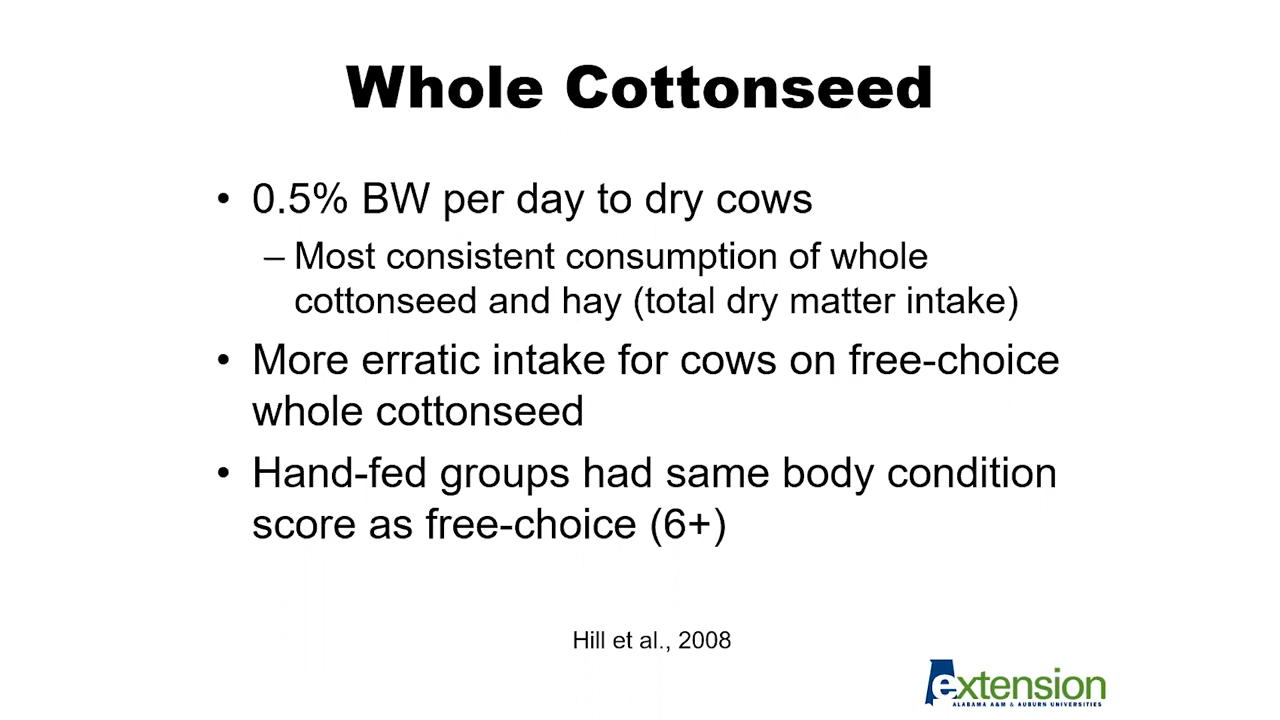 Whole Cottonseed
• 0.5% BW per day to dry cows
– Most consistent consumption of whole
cottonseed and hay (total dry matter intake)
• More erratic intake for cows on free-choice
whole cottonseed
• Hand-fed groups had same body condition
score as free-choice (6+)
Hill et al., 2008
extension
ALABAMA A&M & AUBURN UNIVERSITIES